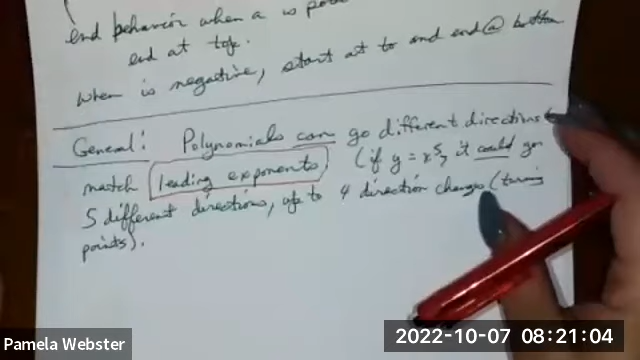 end behavior when a is pos
end at top.
When is negative, start at to and end @ bottom
General: Polynomials can go different directions
match leading exponents (if y = x⁵, it could go
5 different directions, up to 4 direction changes (turning
points).
Pamela Webster
2022-10-07 08:21:04